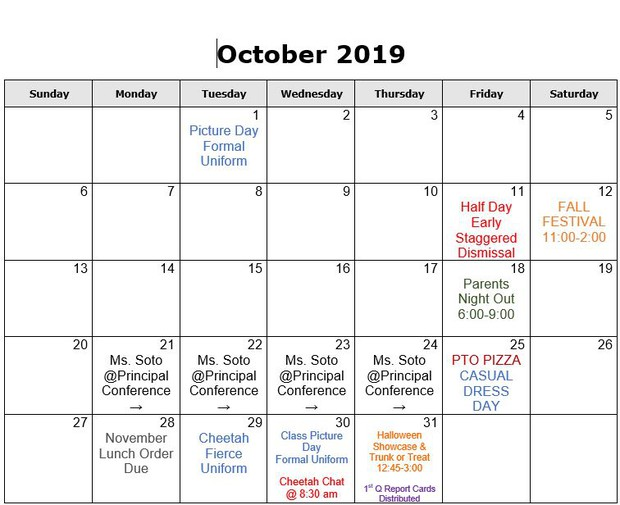 October 2019
Sunday Monday Tuesday Wednesday Thursday Friday Saturday
1 2 3 4 5
Picture Day
Formal
Uniform
6 7 8 9 10 11 12
Half Day
Early
Staggered
Dismissal
FALL
FESTIVAL
11:00-2:00
13 14 15 16 17 18 19
Parents
Night Out
6:00-9:00
20 21 22 23 24 25 26
Ms. Soto
@Principal
Conference
→
Ms. Soto
@Principal
Conference
→
Ms. Soto
@Principal
Conference
→
Ms. Soto
@Principal
Conference
→
PTO PIZZA
CASUAL
DRESS
DAY
27 28 29 30 31
November
Lunch Order
Due
Cheetah
Fierce
Uniform
Class Picture
Day
Formal Uniform
Cheetah Chat
@ 8:30 am
Halloween
Showcase &
Trunk or Treat
12:45-3:00
1st Q Report Cards
Distributed